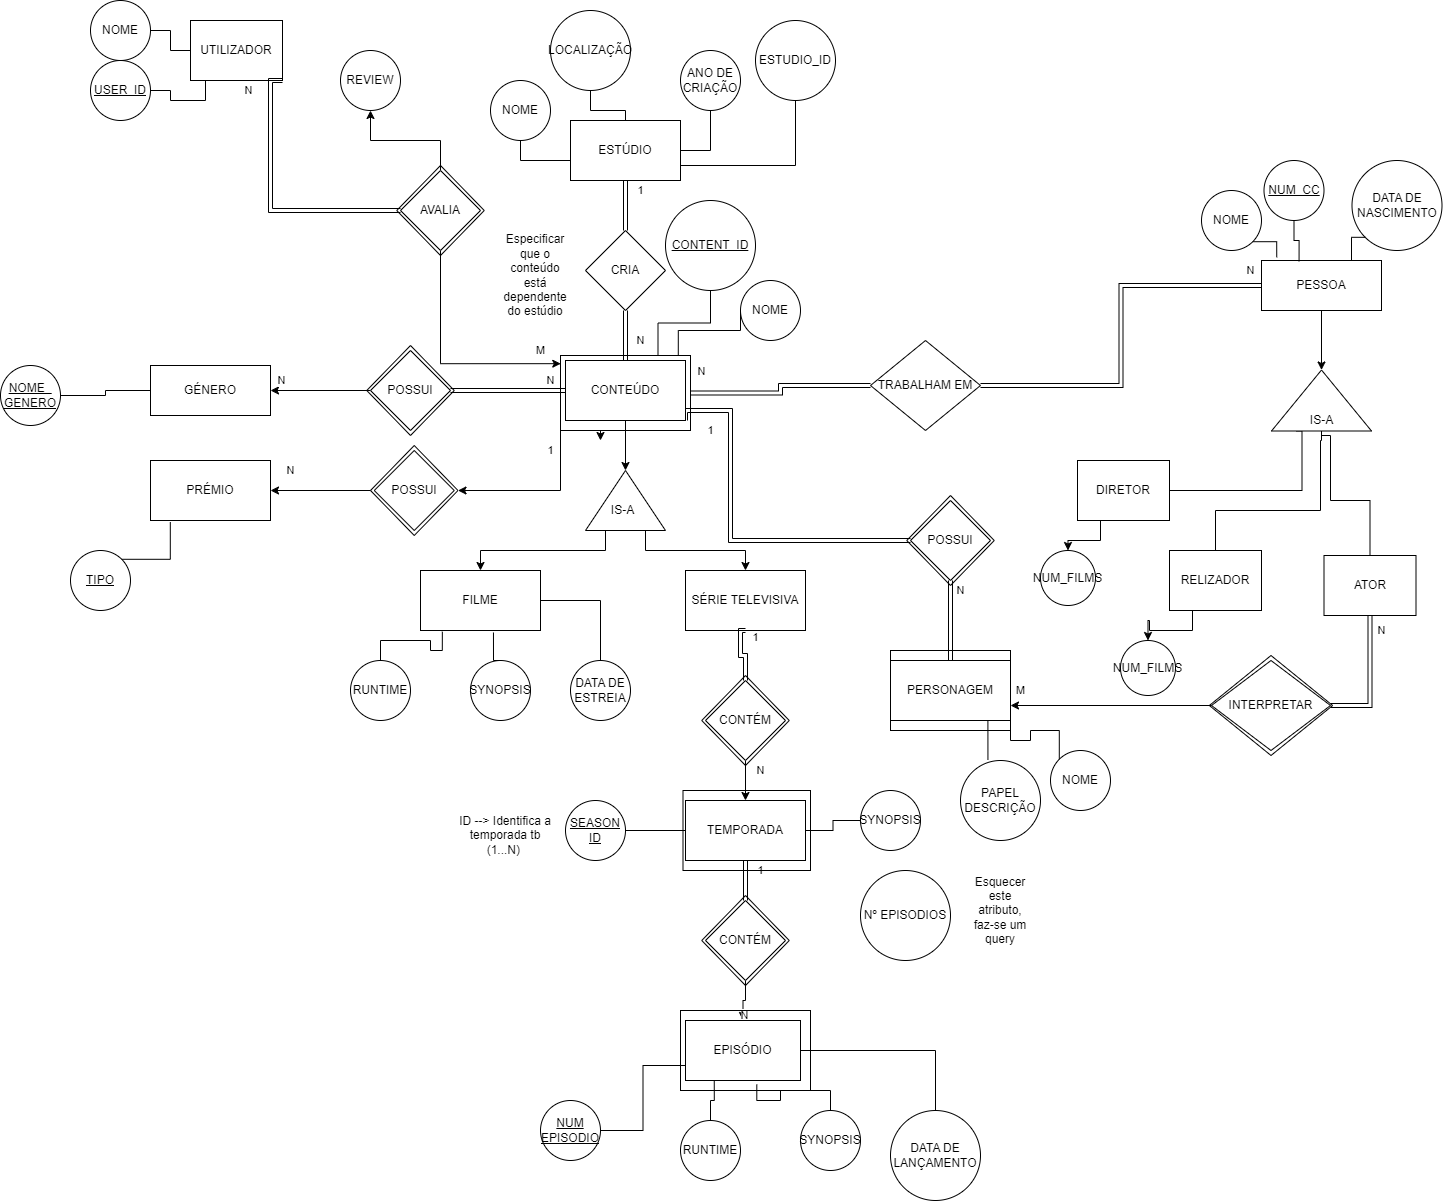 NOME
UTILIZADOR
USER_ID
N
REVIEW
AVALIA
LOCALIZAÇÃO
ANO DE
CRIAÇÃO
ESTUDIO_ID
NOME
ESTÚDIO
1
Especificar
que o
conteúdo
está
dependente
do estúdio
CRIA
CONTENT_ID
NOME
N
M
NUM_CC
NOME
DATA DE
NASCIMENTO
N
PESSOA
NOME_
GENERO
GÉNERO
N
POSSUI
N
CONTEÚDO
N
TRABALHAM EM
1
1
IS-A
PRÉMIO
N
POSSUI
TIPO
IS-A
DIRETOR
NUM_FILMS
RELIZADOR
NUM_FILMS
ATOR
N
POSSUI
N
FILME
SÉRIE TELEVISIVA
1
RUNTIME
SYNOPSIS
DATA DE
ESTREIA
PERSONAGEM
M
INTERPRETAR
CONTÉM
N
PAPEL
DESCRIÇÃO
NOME
ID --> Identifica a
temporada tb
(1...N)
SEASON
ID
TEMPORADA
SYNOPSIS
1
Nº EPISODIOS
Esquecer
este
atributo,
faz-se um
query
CONTÉM
N
EPISÓDIO
NUM
EPISODIO
RUNTIME
SYNOPSIS
DATA DE
LANÇAMENTO